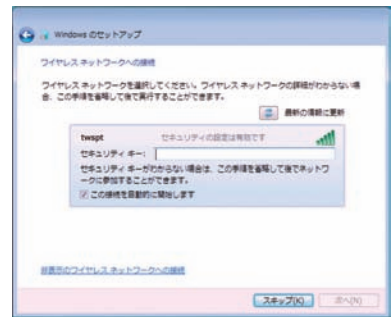 Windows のセットアップ
ワイヤレス ネットワークへの接続
ワイヤレス ネットワークを選択してください。ワイヤレス ネットワークの詳細がわからない場
合、この手順を省略して後で実行することができます。
最新の情報に更新
twspt セキュリティの設定は有効です
セキュリティ キー:
セキュリティ キーがわからない場合は、この手順を省略して後でネットワ
ークに参加することができます。
この接続を自動的に開始します
非表示のワイヤレス ネットワークへの接続
スキップ(K) 次へ(N)